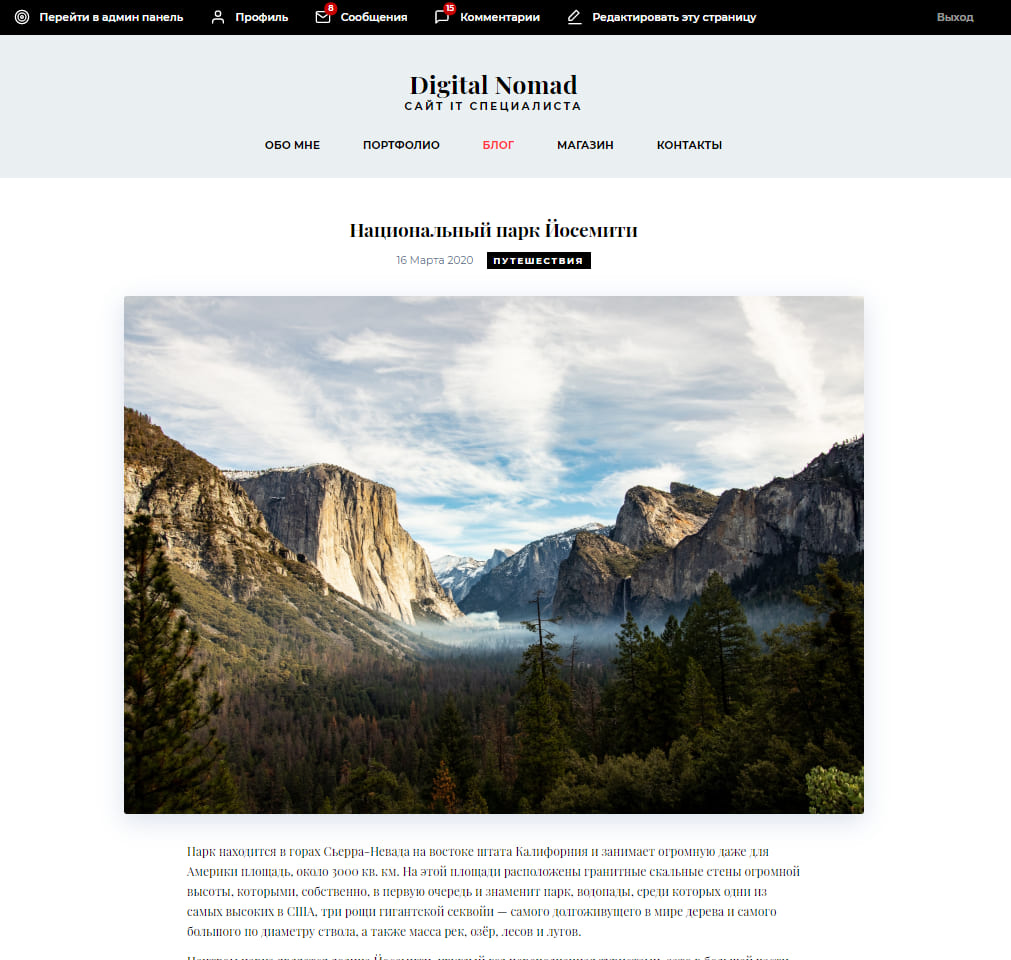 Перейти в админ панель Профиль 8 Сообщения 15 Комментарии Редактировать эту страницу Выход
Digital Nomad
САЙТ IT СПЕЦИАЛИСТА
ОБО МНЕ ПОРТФОЛИО БЛОГ МАГАЗИН КОНТАКТЫ
Национальный парк Йосемити
16 Марта 2020 ПУТЕШЕСТВИЯ
Парк находится в горах Сьерра-Невада на востоке штата Калифорния и занимает огромную даже для
Америки площадь, около 3000 кв. км. На этой площади расположены гранитные скальные стены огромной
высоты, которыми, собственно, в первую очередь и знаменит парк, водопады, среди которых одни из
самых высоких в США, три рощи гигантской секвойи — самого долгоживущего в мире дерева и самого
большого по диаметру ствола, а также масса рек, озёр, лесов и лугов.